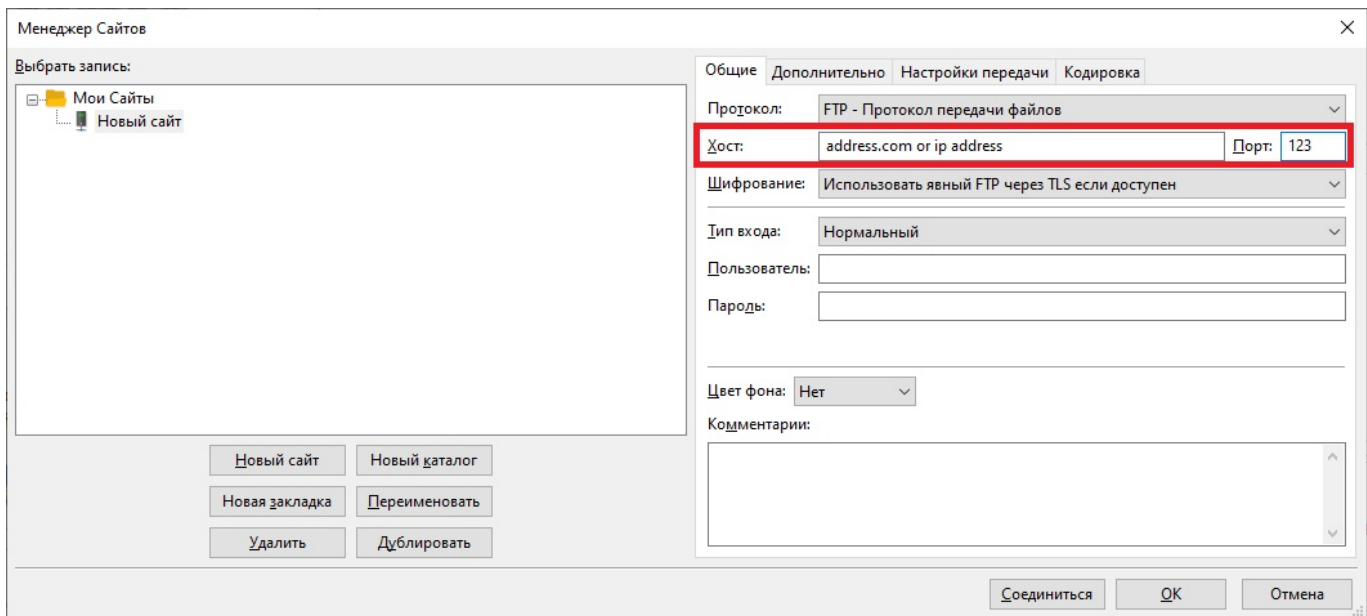 Менеджер Сайтов
Выбрать запись:
Мои Сайты
Новый сайт
Новый сайт Новый каталог
Новая закладка Переименовать
Удалить Дублировать
Общие Дополнительно Настройки передачи Кодировка
Протокол: FTP - Протокол передачи файлов
Хост: address.com or ip address Порт: 123
Шифрование: Использовать явный FTP через TLS если доступен
Тип входа: Нормальный
Пользователь:
Пароль:
Цвет фона: Нет
Комментарии:
Соединиться OK Отмена